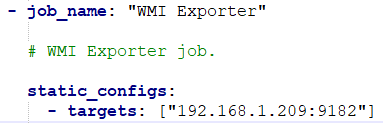 - job_name: "WMI Exporter"
# WMI Exporter job.
static_configs:
- targets: ["192.168.1.209:9182"]